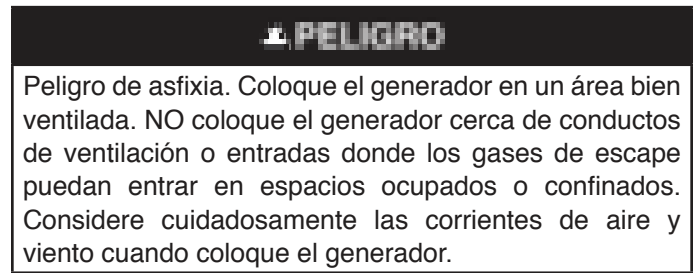 PELIGRO
Peligro de asfixia. Coloque el generador en un área bien
ventilada. NO coloque el generador cerca de conductos
de ventilación o entradas donde los gases de escape
puedan entrar en espacios ocupados o confinados.
Considere cuidadosamente las corrientes de aire y
viento cuando coloque el generador.